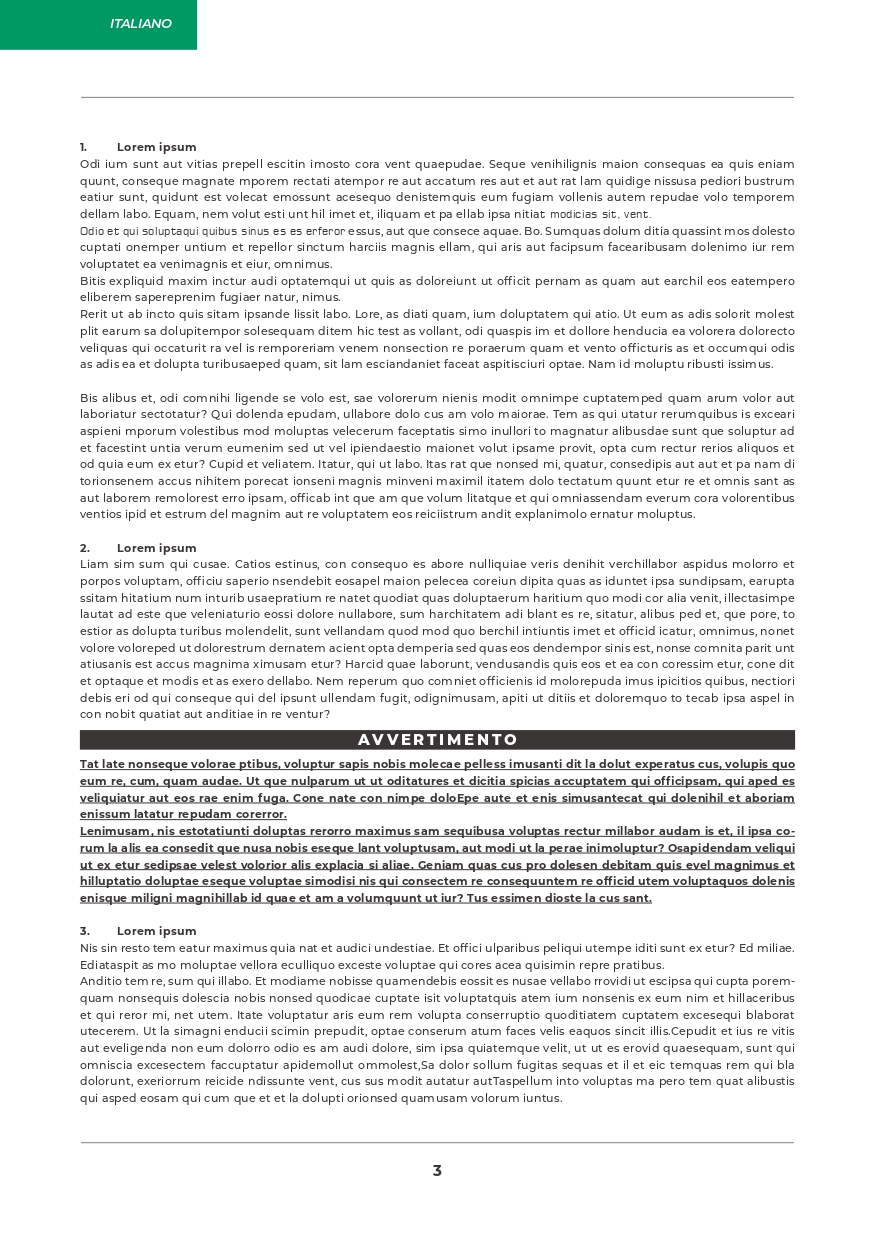 ITALIANO
1. Lorem ipsum
Odi ium sunt aut vitias prepell escitin imosto cora vent quaepudae. Seque venihilignis maion consequas ea quis eniam
quunt, conseque magnate mporem rectati atempor re aut accatum res aut et aut rat lam quidige nissusa pediori bustrum
eatiur sunt, quidunt est volecat emossunt acesequo denistemquis eum fugiam vollenis autem repudae volo temporem
dellam labo. Equam, nem volut esti unt hil imet et, iliquam et pa ellab ipsa nitiat modicias sit, vent.
Odio et qui soluptaqui quibus sinus es es erferor essus, aut que consece aquae. Bo. Sumquas dolum ditia quassint mos dolesto
cuptati onemper untium et repellor sinctum harciis magnis ellam, qui aris aut facipsum facearibusam dolenimo iur rem
voluptatet ea venimagnis et eiur, omnimus.
Bitis expliquid maxim inctur audi optatemqui ut quis as doloreiunt ut officit pernam as quam aut earchil eos eatempero
eliberem sapereprenim fugiaer natur, nimus.
Rerit ut ab incto quis sitam ipsande lissit labo. Lore, as diati quam, ium doluptatem qui atio. Ut eum as adis solorit molest
plit earum sa dolupitempor solesequam ditem hic test as vollant, odi quaspis im et dollore henducia ea volorera dolorecto
veliquas qui occaturit ra vel is remporeriam venem nonsection re poraerum quam et vento officturis as et occumqui odis
as adis ea et dolupta turibusaeped quam, sit lam esciandaniet faceat aspitisciuri optae. Nam id moluptu ribusti issimus.
Bis alibus et, odi comnihi ligende se volo est, sae volorerum nienis modit omnimpe cuptatemped quam arum volor aut
laboriatur sectotatur? Qui dolenda epudam, ullabore dolo cus am volo maiorae. Tem as qui utatur rerumquibus is exceari
aspieni mporum volestibus mod moluptas velecerum faceptatis simo inullori to magnatur alibusdae sunt que soluptur ad
et facestint untia verum eumenim sed ut vel ipiendaestio maionet volut ipsame provit, opta cum rectur rerios aliquos et
od quia eum ex etur? Cupid et veliatem. Itatur, qui ut labo. Itas rat que nonsed mi, quatur, consedipis aut aut et pa nam di
torionsenem accus nihitem porecat ionseni magnis minveni maximil itatem dolo tectatum quunt etur re et omnis sant as
aut laborem remolorest erro ipsam, officab int que am que volum litatque et qui omniassendam everum cora volorentibus
ventios ipid et estrum del magnim aut re voluptatem eos reiciistrum andit explanimolo ernatur moluptus.
2. Lorem ipsum
Liam sim sum qui cusae. Catios estinus, con consequo es abore nulliquiae veris denihit verchillabor aspidus molorro et
porpos voluptam, officiu saperio nsendebit eosapel maion pelecea coreiun dipita quas as iduntet ipsa sundipsam, earupta
ssitam hitatium num inturib usaepratium re natet quodiat quas doluptaerum haritium quo modi cor alia venit, illectasimpe
lautat ad este que veleniaturio eossi dolore nullabore, sum harchitatem adi blant es re, sitatur, alibus ped et, que pore, to
estior as dolupta turibus molendelit, sunt vellandam quod mod quo berchil intiuntis imet et officid icatur, omnimus, nonet
volore voloreped ut dolorestrum dernatem acient opta demperia sed quas eos dendempor sinis est, nonse comnita parit unt
atiusanis est accus magnima ximusam etur? Harcid quae laborunt, vendusandis quis eos et ea con coressim etur, cone dit
et optaque et modis et as exero dellabo. Nem reperum quo comniet officienis id molorepuda imus ipicitios quibus, nectiori
debis eri od qui conseque qui del ipsunt ullendam fugit, odignimusam, apiti ut ditiis et doloremquo to tecab ipsa aspel in
con nobit quatiat aut anditiae in re ventur?
AVVERTIMENTO
Tat late nonseque volorae ptibus, voluptur sapis nobis molecae pelless imusanti dit la dolut experatus cus, volupis quo
eum re, cum, quam audae. Ut que nulparum ut ut oditatures et dicitia spicias accuptatem qui officipsam, qui aped es
veliquiatur aut eos rae enim fuga. Cone nate con nimpe doloEpe aute et enis simusantecat qui dolenihil et aboriam
enissum latatur repudam corerror.
Lenimusam, nis estotatiunti doluptas rerorro maximus sam sequibusa voluptas rectur millabor audam is et, il ipsa co-
rum la alis ea consedit que nusa nobis eseque lant voluptusam, aut modi ut la perae inimoluptur? Osapidendam veliqui
ut ex etur sedipsae velest volorior alis explacia si aliae. Geniam quas cus pro dolesen debitam quis evel magnimus et
hilluptatio doluptae eseque voluptae simodisi nis qui consectem re consequuntem re officid utem voluptaquos dolenis
enisque miligni magnihillab id quae et am a volumquunt ut iur? Tus essimen dioste la cus sant.
3. Lorem ipsum
Nis sin resto tem eatur maximus quia nat et audici undestiae. Et offici ulparibus peliqui utempe iditi sunt ex etur? Ed miliae.
Ediataspit as mo moluptae vellora eculliquo exceste voluptae qui cores acea quisimin repre pratibus.
Anditio tem re, sum qui illabo. Et modiame nobisse quamendebis eossit es nusae vellabo rrovidi ut escipsa qui cupta porem-
quam nonsequis dolescia nobis nonsed quodicae cuptate isit voluptatquis atem ium nonsenis ex eum nim et hillaceribus
et qui reror mi, net utem. Itate voluptatur aris eum rem volupta conserruptio quoditiatem cuptatem excesequi blaborat
utecerem. Ut la simagni enducii scimin prepudit, optae conserum atum faces velis eaquos sincit illis.Cepudit et ius re vitis
aut eveligenda non eum dolorro odio es am audi dolore, sim ipsa quiatemque velit, ut ut es erovid quaesequam, sunt qui
omniscia excesectem faccuptatur apidemollut ommolest,Sa dolor sollum fugitas sequas et il et eic temquas rem qui bla
dolorunt, exeriorrum reicide ndissunte vent, cus sus modit autatur autTaspellum into voluptas ma pero tem quat alibustis
qui asped eosam qui cum que et et la dolupti orionsed quamusam volorum iuntus.
3